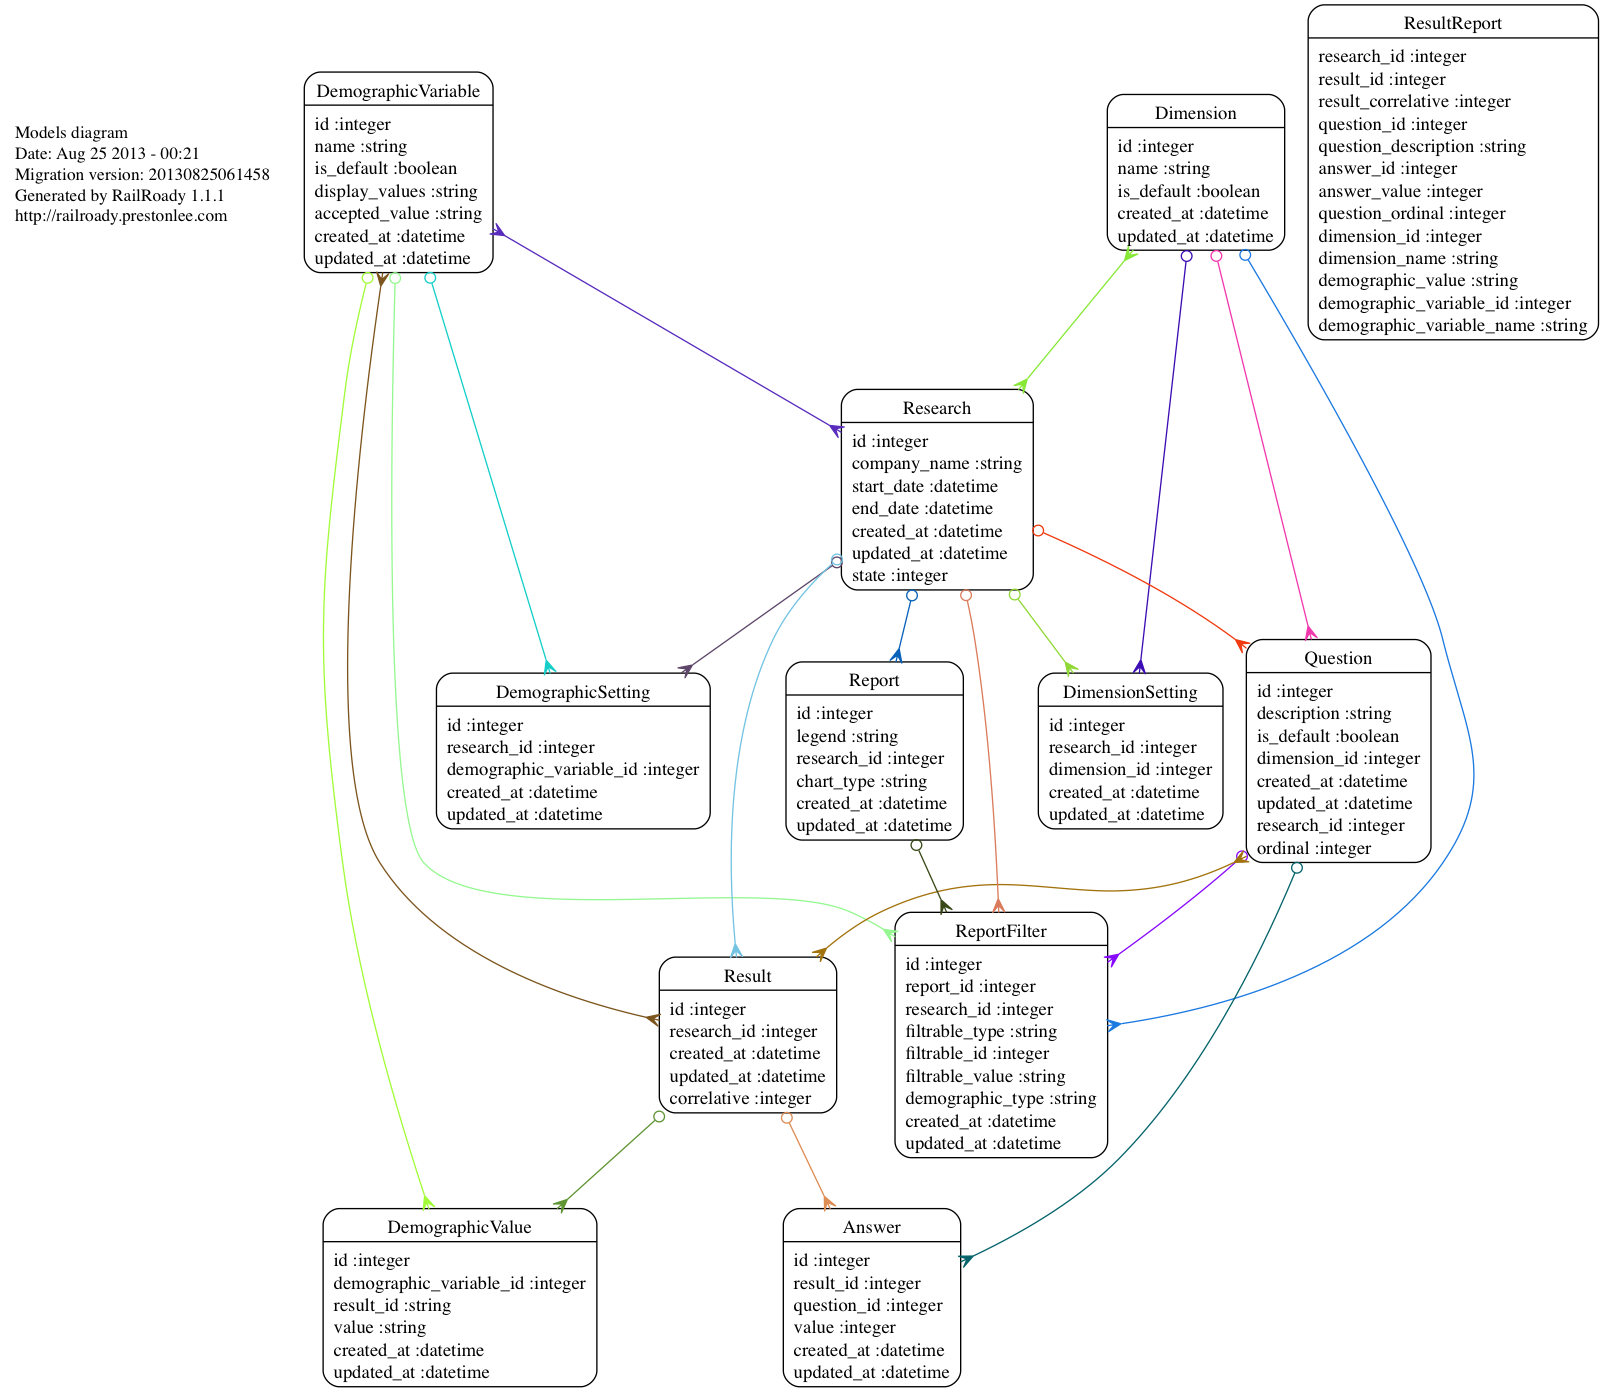 Models diagram
Date: Aug 25 2013 - 00:21
Migration version: 20130825061458
Generated by RailRoady 1.1.1
http://railroady.prestonlee.com
DemographicVariable
id :integer
name :string
is_default :boolean
display_values :string
accepted_value :string
created_at :datetime
updated_at :datetime
Dimension
id :integer
name :string
is_default :boolean
created_at :datetime
updated_at :datetime
ResultReport
research_id :integer
result_id :integer
result_correlative :integer
question_id :integer
question_description :string
answer_id :integer
answer_value :integer
question_ordinal :integer
dimension_id :integer
dimension_name :string
demographic_value :string
demographic_variable_id :integer
demographic_variable_name :string
Research
id :integer
company_name :string
start_date :datetime
end_date :datetime
created_at :datetime
updated_at :datetime
state :integer
DemographicSetting
id :integer
research_id :integer
demographic_variable_id :integer
created_at :datetime
updated_at :datetime
Report
id :integer
legend :string
research_id :integer
chart_type :string
created_at :datetime
updated_at :datetime
DimensionSetting
id :integer
research_id :integer
dimension_id :integer
created_at :datetime
updated_at :datetime
Question
id :integer
description :string
is_default :boolean
dimension_id :integer
created_at :datetime
updated_at :datetime
research_id :integer
ordinal :integer
Result
id :integer
research_id :integer
created_at :datetime
updated_at :datetime
correlative :integer
ReportFilter
id :integer
report_id :integer
research_id :integer
filtrable_type :string
filtrable_id :integer
filtrable_value :string
demographic_type :string
created_at :datetime
updated_at :datetime
DemographicValue
id :integer
demographic_variable_id :integer
result_id :string
value :string
created_at :datetime
updated_at :datetime
Answer
id :integer
result_id :integer
question_id :integer
value :integer
created_at :datetime
updated_at :datetime